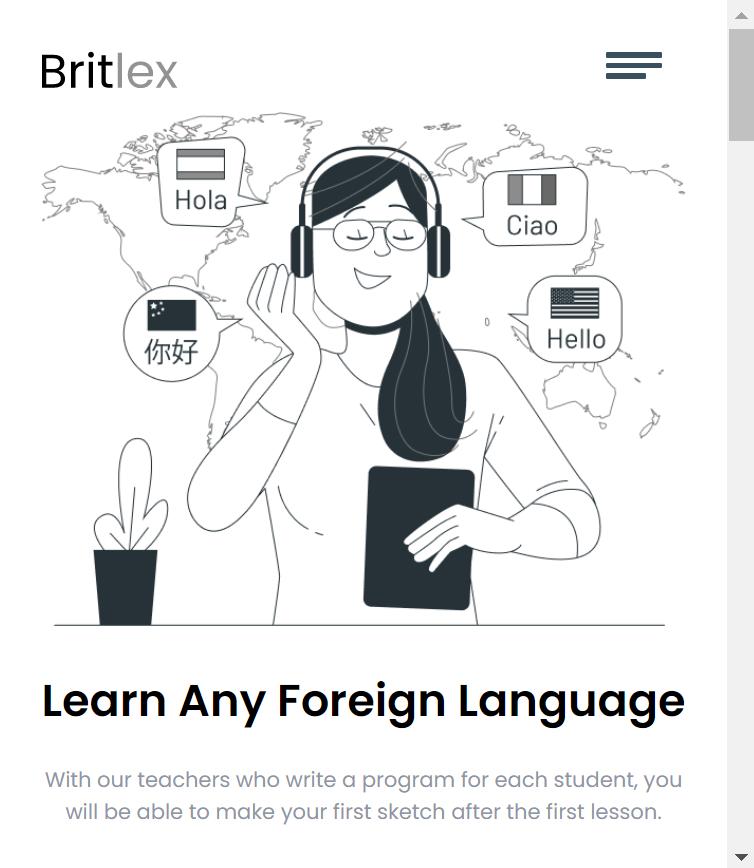 Britlex
Hola
Ciao
你好
Hello
Learn Any Foreign Language
With our teachers who write a program for each student, you
will be able to make your first sketch after the first lesson.